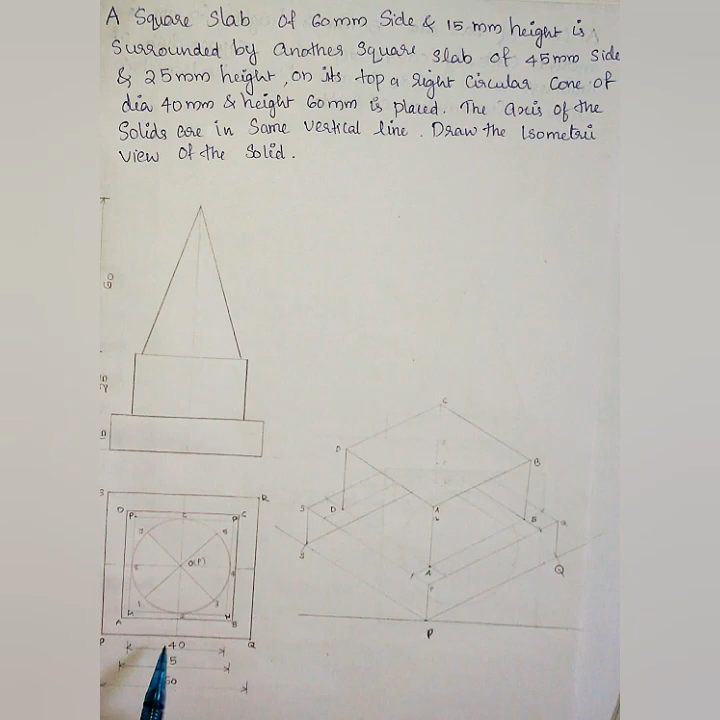 A Square Slab Of 60mm Side & 15 mm height is
Surrounded by another Square slab of 45mm Side
& 25mm height, on its top a right Circular Cone of
dia 40mm & height 60mm is placed. The axis of the
Solids are in Same vertical line. Draw the Isometri
view Of the Solid.
60
25
S
R
D
C
O(P)
A
B
P
Q
40
5
60
C
D
B
A
S
D
B
S
A
Q
P